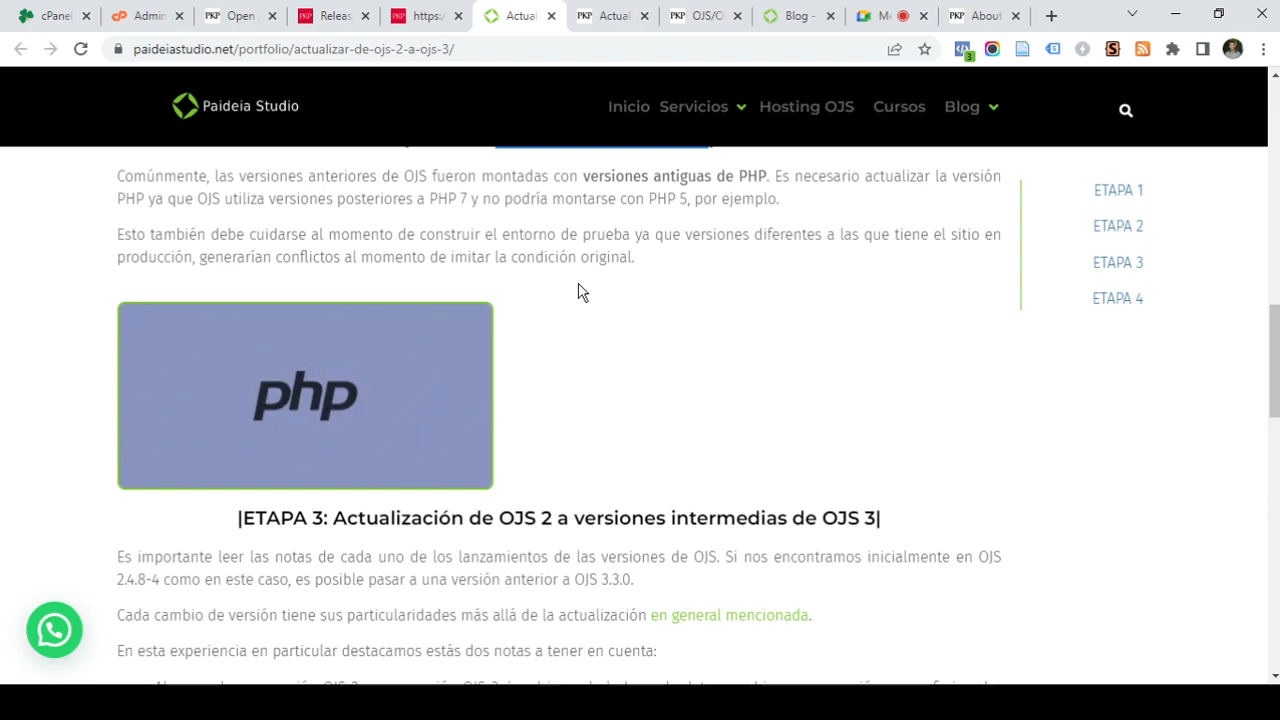 cPanel
Admin
Open
Releas
https:/
Actual
Actual
OJS/O
Blog -
Me
About
paideiastudio.net/portfolio/actualizar-de-ojs-2-a-ojs-3/
3
Paideia Studio
Inicio Servicios Hosting OJS Cursos Blog
Comúnmente, las versiones anteriores de OJS fueron montadas con versiones antiguas de PHP. Es necesario actualizar la versión
PHP ya que OJS utiliza versiones posteriores a PHP 7 y no podría montarse con PHP 5, por ejemplo.
Esto también debe cuidarse al momento de construir el entorno de prueba ya que versiones diferentes a las que tiene el sitio en
producción, generarían conflictos al momento de imitar la condición original.
ETAPA 1
ETAPA 2
ETAPA 3
ETAPA 4
php
|ETAPA 3: Actualización de OJS 2 a versiones intermedias de OJS 3|
Es importante leer las notas de cada uno de los lanzamientos de las versiones de OJS. Si nos encontramos inicialmente en OJS
2.4.8-4 como en este caso, es posible pasar a una versión anterior a OJS 3.3.0.
Cada cambio de versión tiene sus particularidades más allá de la actualización en general mencionada.
En esta experiencia en particular destacamos estás dos notas a tener en cuenta: